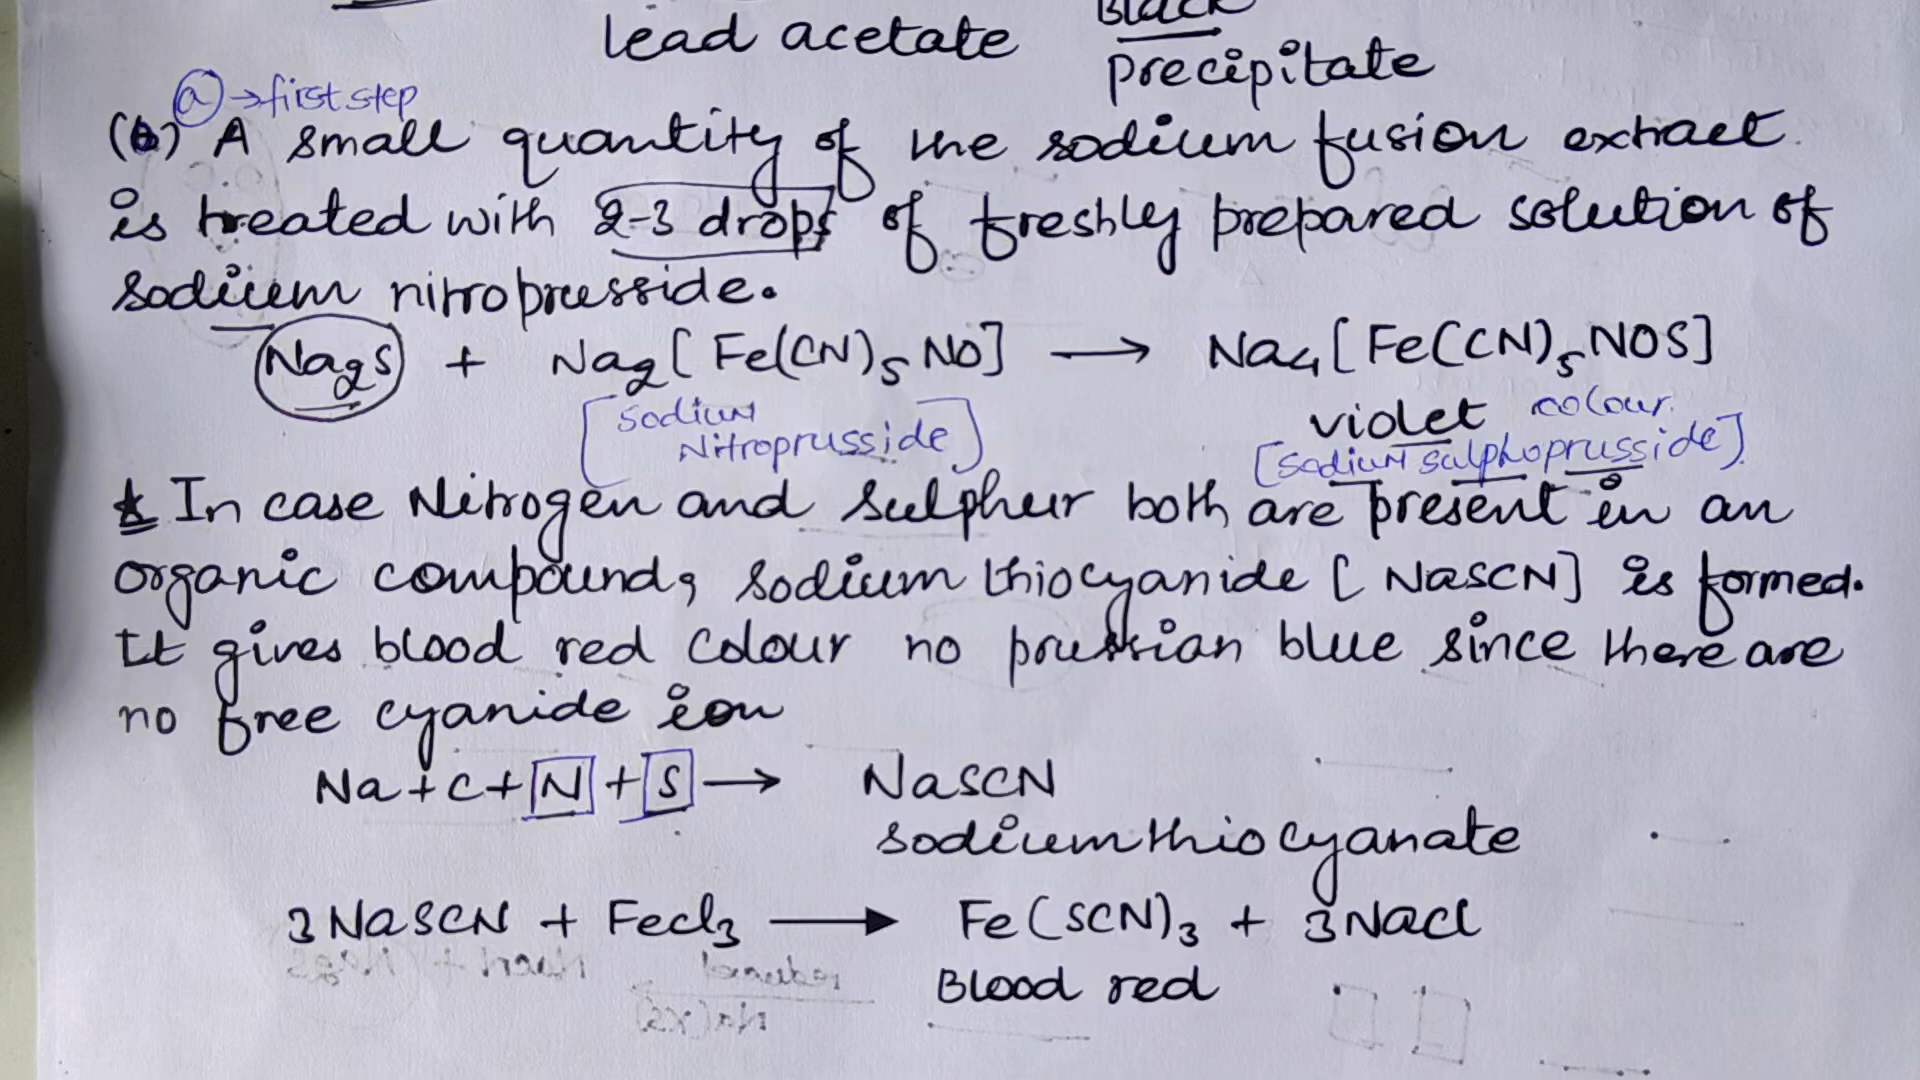 lead acetate Black
precipitate
(a) → first step
(b) A small quantity of the sodium fusion extract
is treated with 2-3 drops of freshly prepared solution of
sodium nitroprusside.
Na2S + Na2[Fe(CN)5NO] → Na4[Fe(CN)5NOS]
[Sodium Nitroprusside]
violet colour.
[Sodium sulphoprusside]
* In case Nitrogen and Sulphur both are present in an
organic compound, sodium thiocyanide [NaSCN] is formed.
It gives blood red colour no prussian blue since there are
no free cyanide ion
Na + C + N + S → NaSCN
sodium thiocyanate
3NaSCN + FeCl3 → Fe(SCN)3 + 3NaCl
Blood red